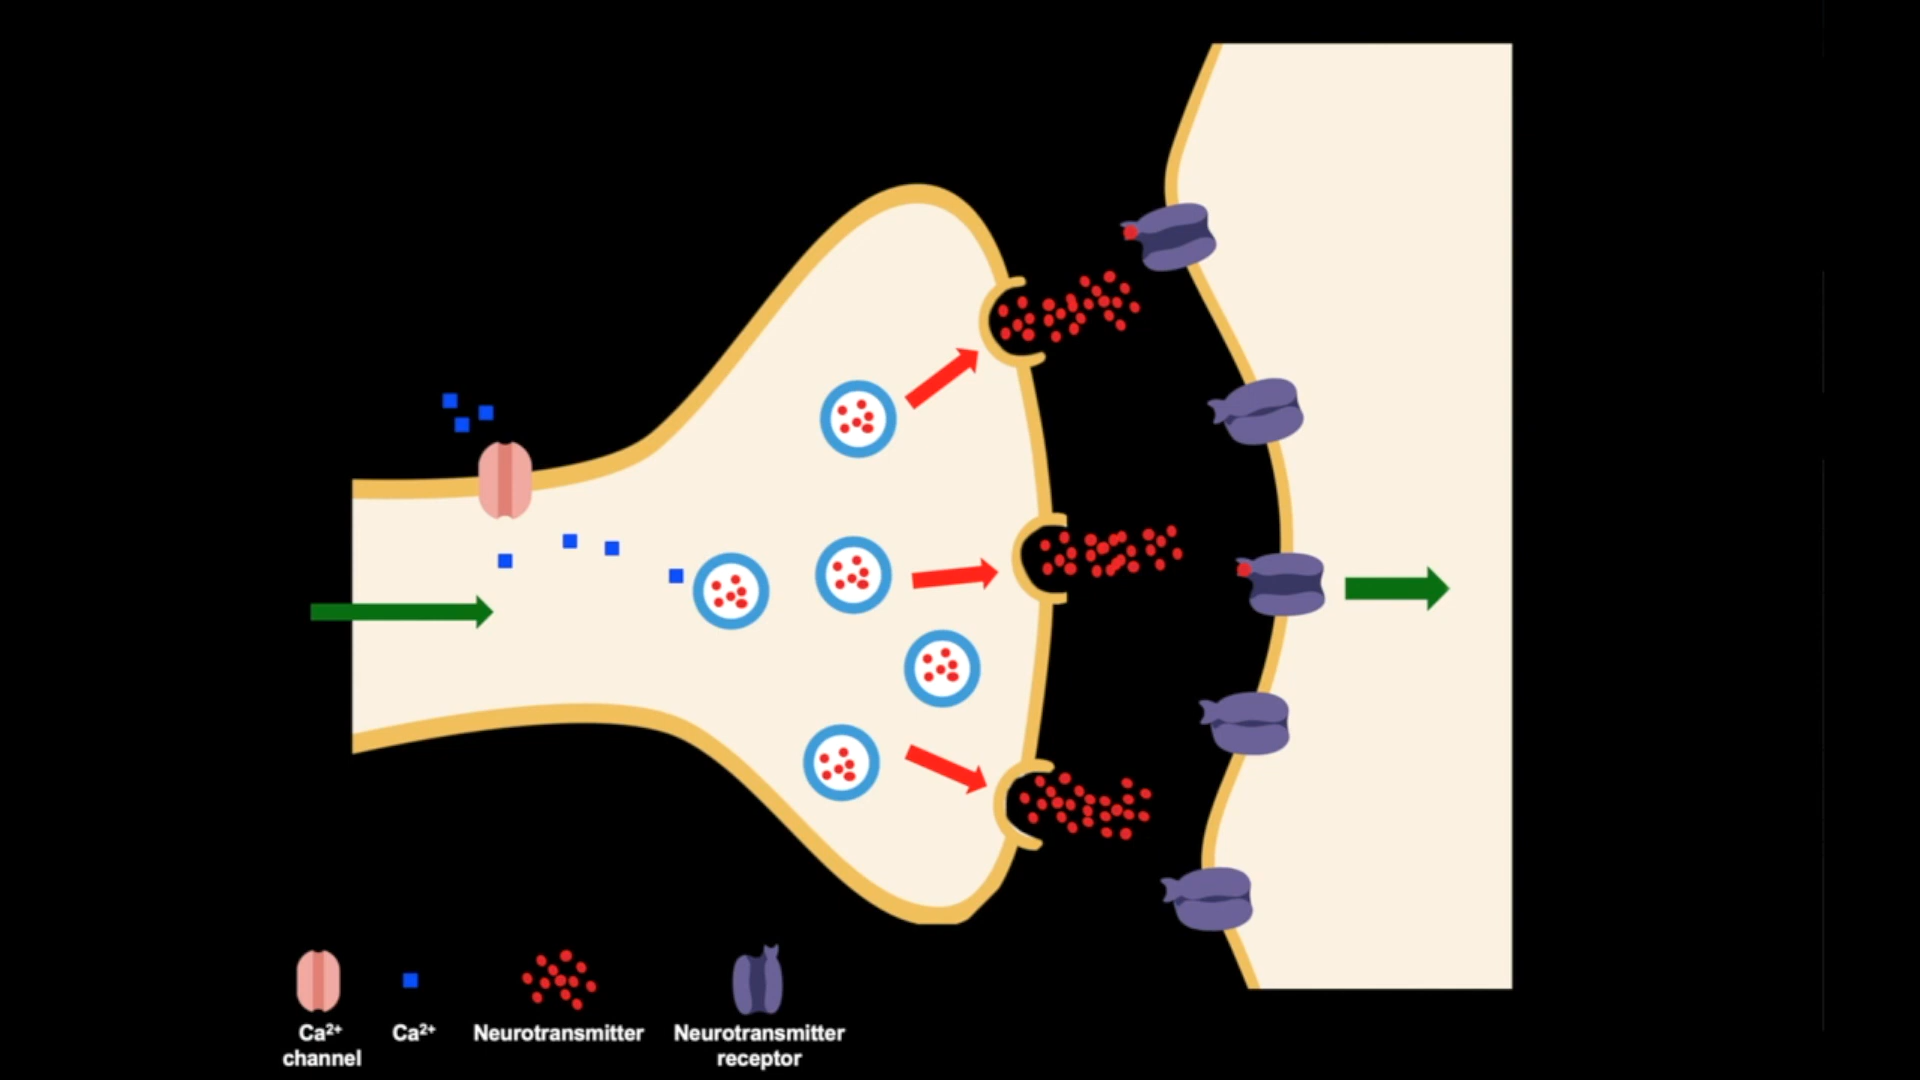 Ca²⁺
channel
Ca²⁺
Neurotransmitter
Neurotransmitter
receptor